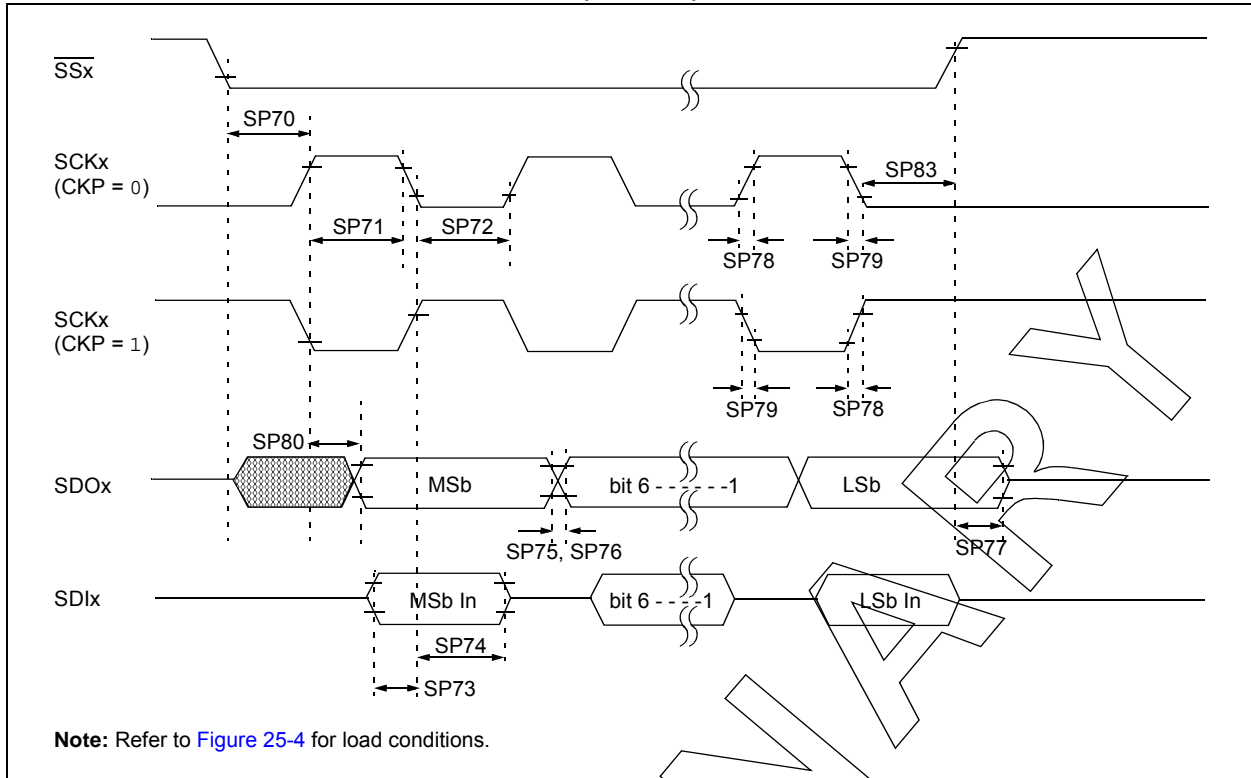 SSx
SP70
SCKx
(CKP = 0)
SP83
SP71
SP72
SP78
SP79
SCKx
(CKP = 1)
SP79
SP78
SP80
SDOx
MSb
bit 6 - - - - - -1
LSb
SP75, SP76
SP77
SDIx
MSb In
bit 6 - - - -1
LSb In
SP74
SP73
Note: Refer to Figure 25-4 for load conditions.
N
A
R
Y